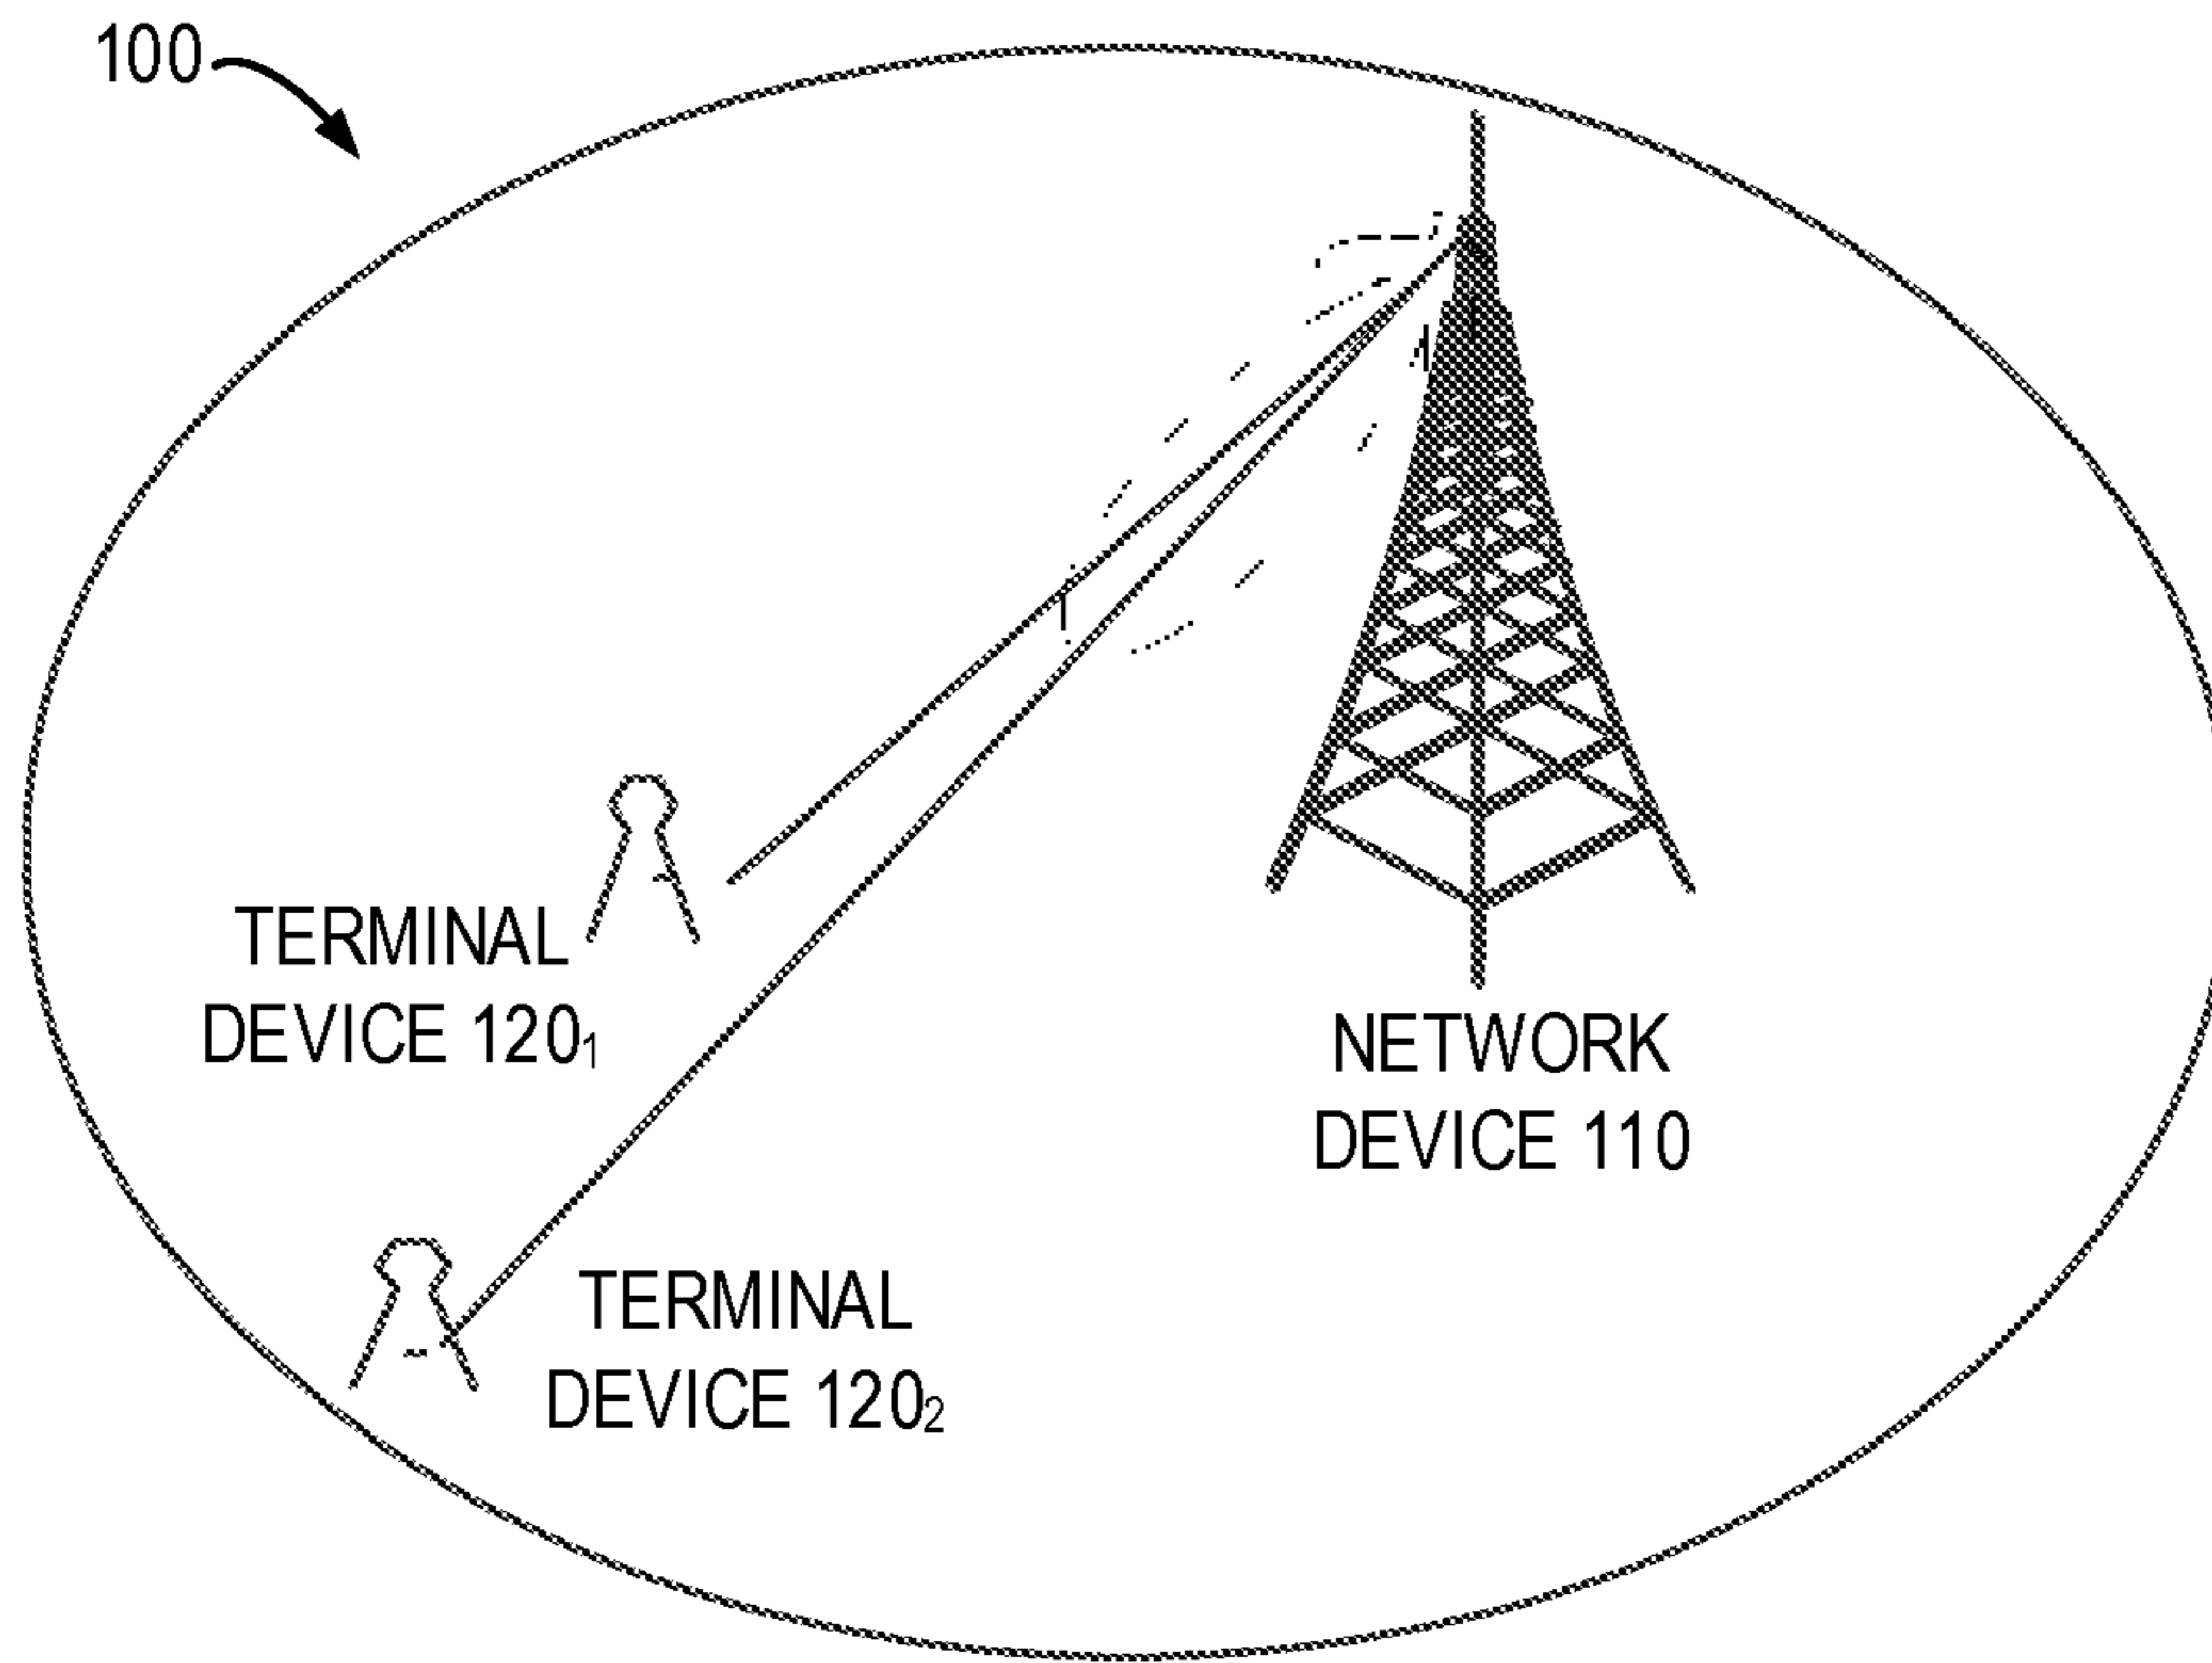 100
TERMINAL
DEVICE 120₁
NETWORK
DEVICE 110
TERMINAL
DEVICE 120₂